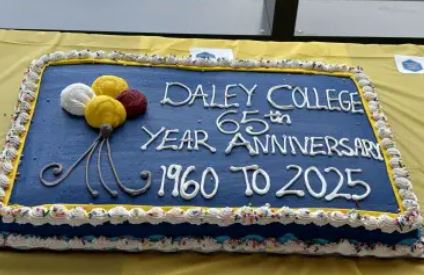 DALEY COLLEGE
65th
YEAR ANNIVERSARY
1960 TO 2025